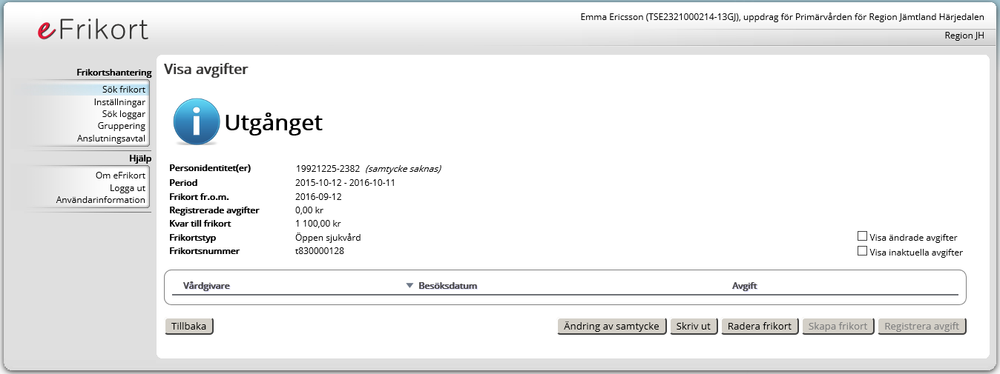 eFrikort
Emma Ericsson (TSE2321000214-13GJ), uppdrag för Primärvården för Region Jämtland Härjedalen
Region JH
Frikortshantering
Sök frikort
Inställningar
Sök loggar
Gruppering
Anslutningsavtal
Hjälp
Om eFrikort
Logga ut
Användarinformation
Visa avgifter
i Utgånget
Personidentitet(er) 19921225-2382 (samtycke saknas)
Period 2015-10-12 - 2016-10-11
Frikort fr.o.m. 2016-09-12
Registrerade avgifter 0,00 kr
Kvar till frikort 1 100,00 kr
Frikortstyp Öppen sjukvård
Frikortsnummer t830000128
Visa ändrade avgifter
Visa inaktuella avgifter
Vårdgivare Besöksdatum Avgift
Tillbaka Ändring av samtycke Skriv ut Radera frikort Skapa frikort Registrera avgift